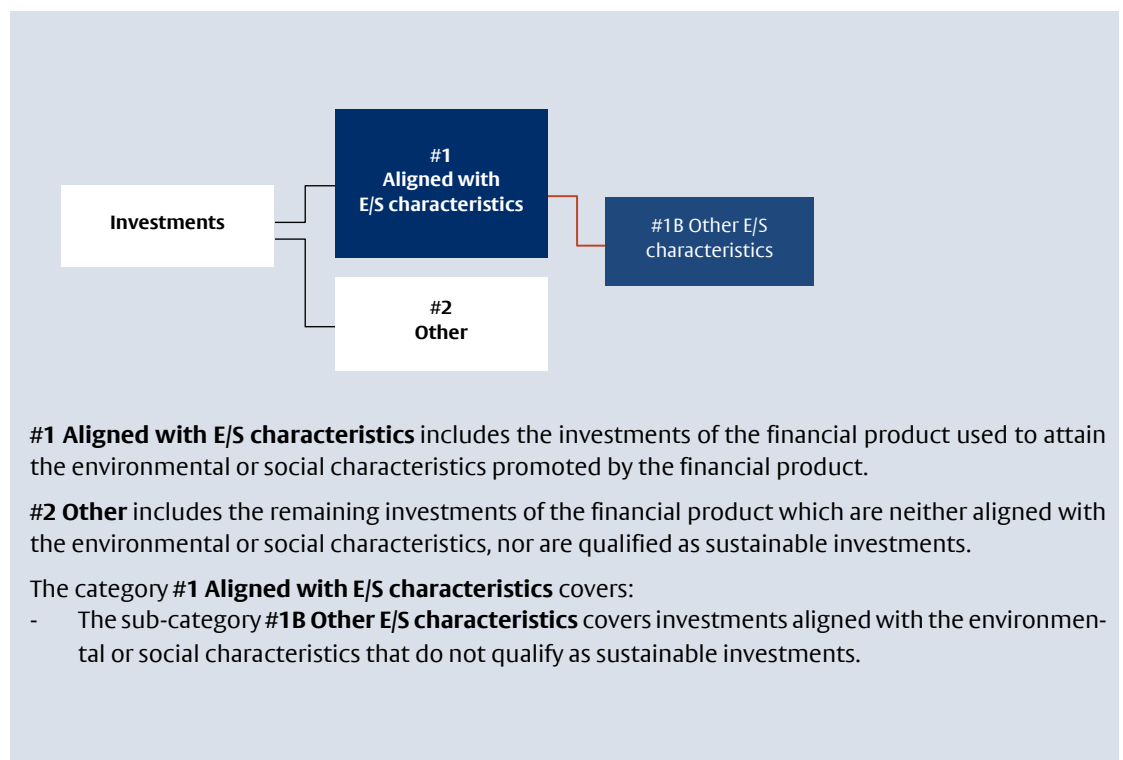 #1
Aligned with
E/S characteristics
Investments
#1B Other E/S
characteristics
#2
Other
#1 Aligned with E/S characteristics includes the investments of the financial product used to attain
the environmental or social characteristics promoted by the financial product.
#2 Other includes the remaining investments of the financial product which are neither aligned with
the environmental or social characteristics, nor are qualified as sustainable investments.
The category #1 Aligned with E/S characteristics covers:
- The sub-category #1B Other E/S characteristics covers investments aligned with the environmen-
tal or social characteristics that do not qualify as sustainable investments.